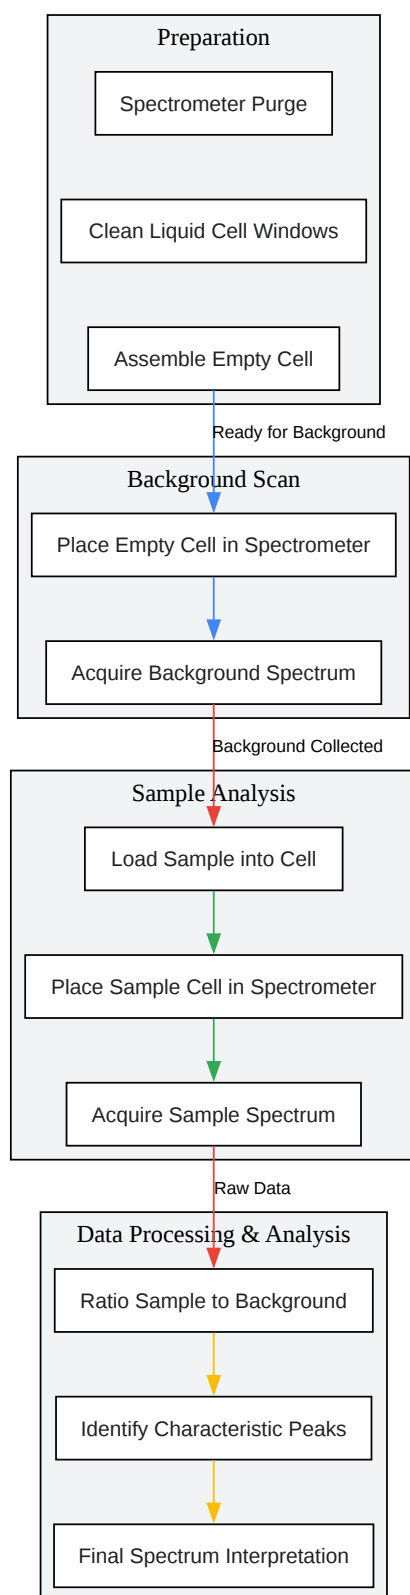 Preparation
Spectrometer Purge
Clean Liquid Cell Windows
Assemble Empty Cell
Ready for Background
Background Scan
Place Empty Cell in Spectrometer
Acquire Background Spectrum
Background Collected
Sample Analysis
Load Sample into Cell
Place Sample Cell in Spectrometer
Acquire Sample Spectrum
Raw Data
Data Processing & Analysis
Ratio Sample to Background
Identify Characteristic Peaks
Final Spectrum Interpretation